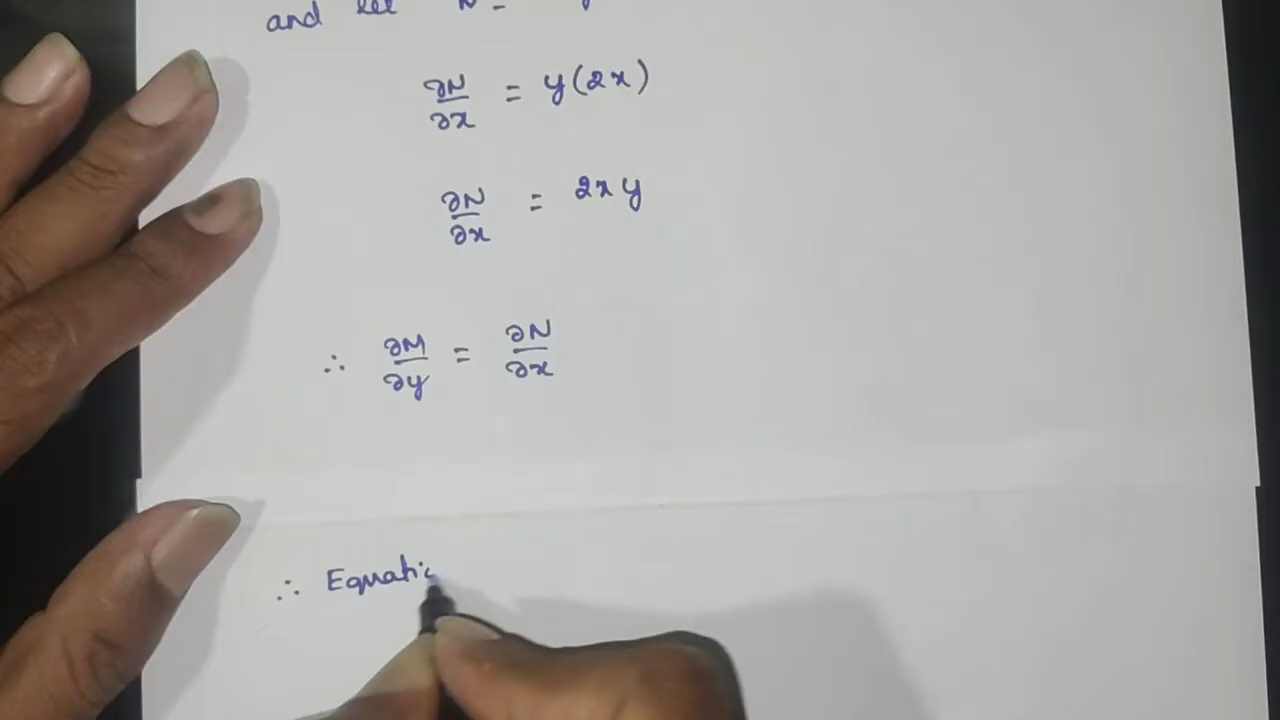 and let N =
∂N/∂x = y(2x)
∂N/∂x = 2xy
∴ ∂M/∂y = ∂N/∂x
∴ Equati